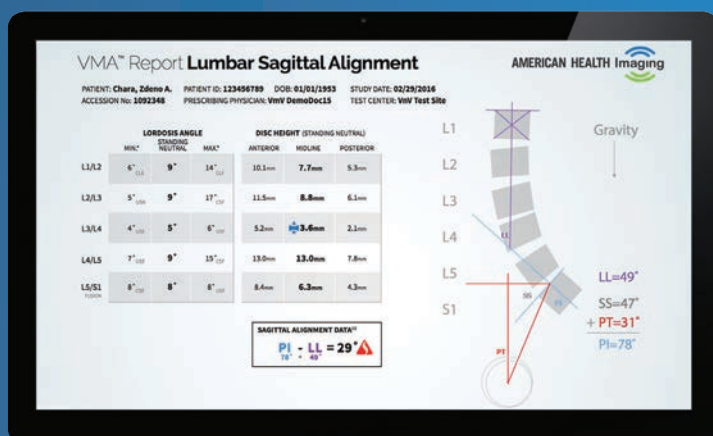 VMA™ Report Lumbar Sagittal Alignment
AMERICAN HEALTH Imaging
PATIENT: Chara, Zdeno A. PATIENT ID: 123456789 DOB: 01/01/1953 STUDY DATE: 02/29/2016
ACCESSION No: 1092348 PRESCRIBING PHYSICIAN: VmV DemoDoc15 TEST CENTER: VmV Test Site
LORDOSIS ANGLE DISC HEIGHT (STANDING NEUTRAL)
MIN.* STANDING NEUTRAL MAX.* ANTERIOR MIDLINE POSTERIOR
L1/L2 6° 9° 14° 10.1mm 7.7mm 5.3mm
L2/L3 5° 9° 17° 11.5mm 8.8mm 6.1mm
L3/L4 4° 5° 6° 5.2mm 3.6mm 2.1mm
L4/L5 7° 9° 15° 13.0mm 13.0mm 7.8mm
L5/S1 8° 8° 8° 8.4mm 6.3mm 4.3mm
FUSION
SAGITTAL ALIGNMENT DATA
PI - LL = 29°
78° - 49°
L1
L2
L3
L4
L5
S1
Gravity
LL
SS
PI
PT
LL=49°
SS=47°
+ PT=31°
PI=78°